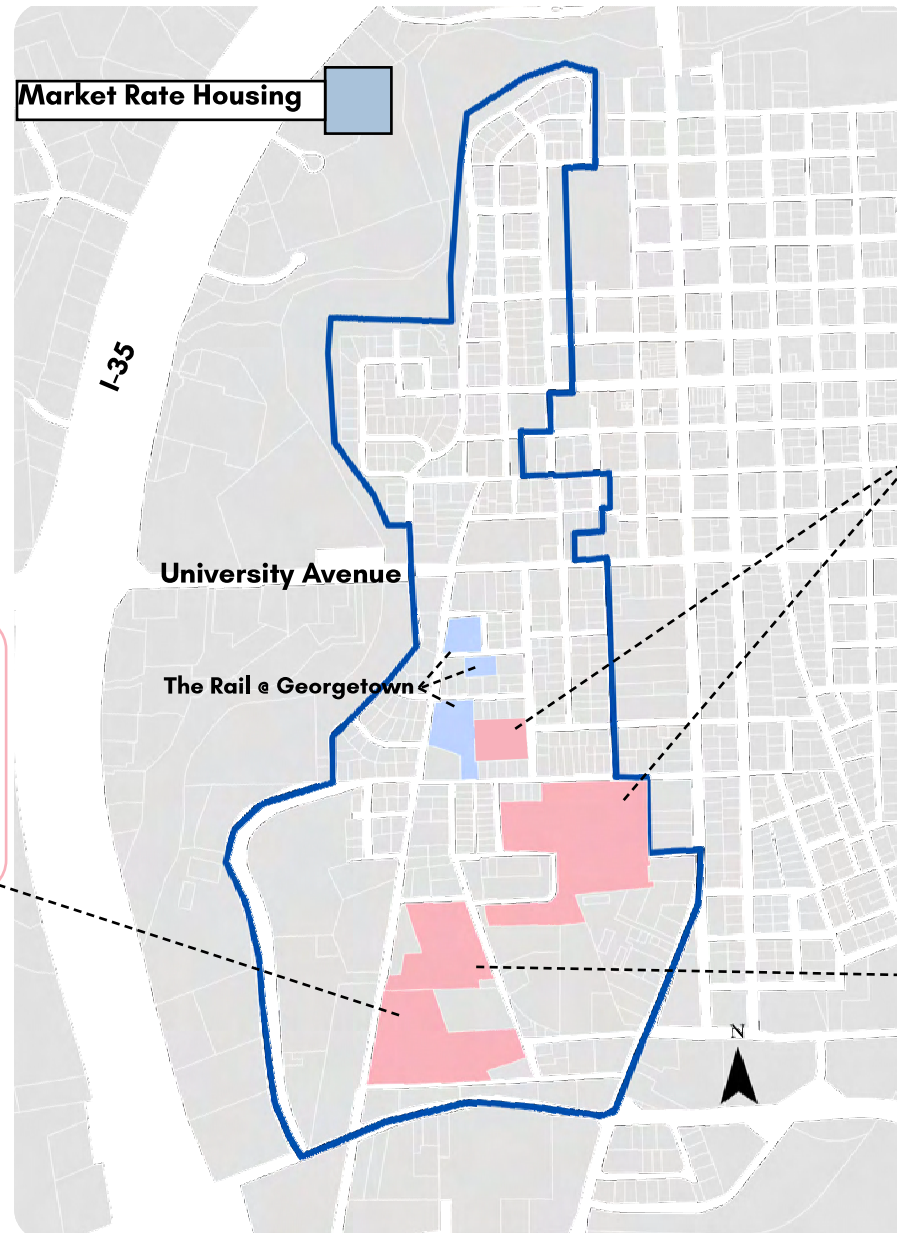 Market Rate Housing
I-35
University Avenue
The Rail @ Georgetown
N